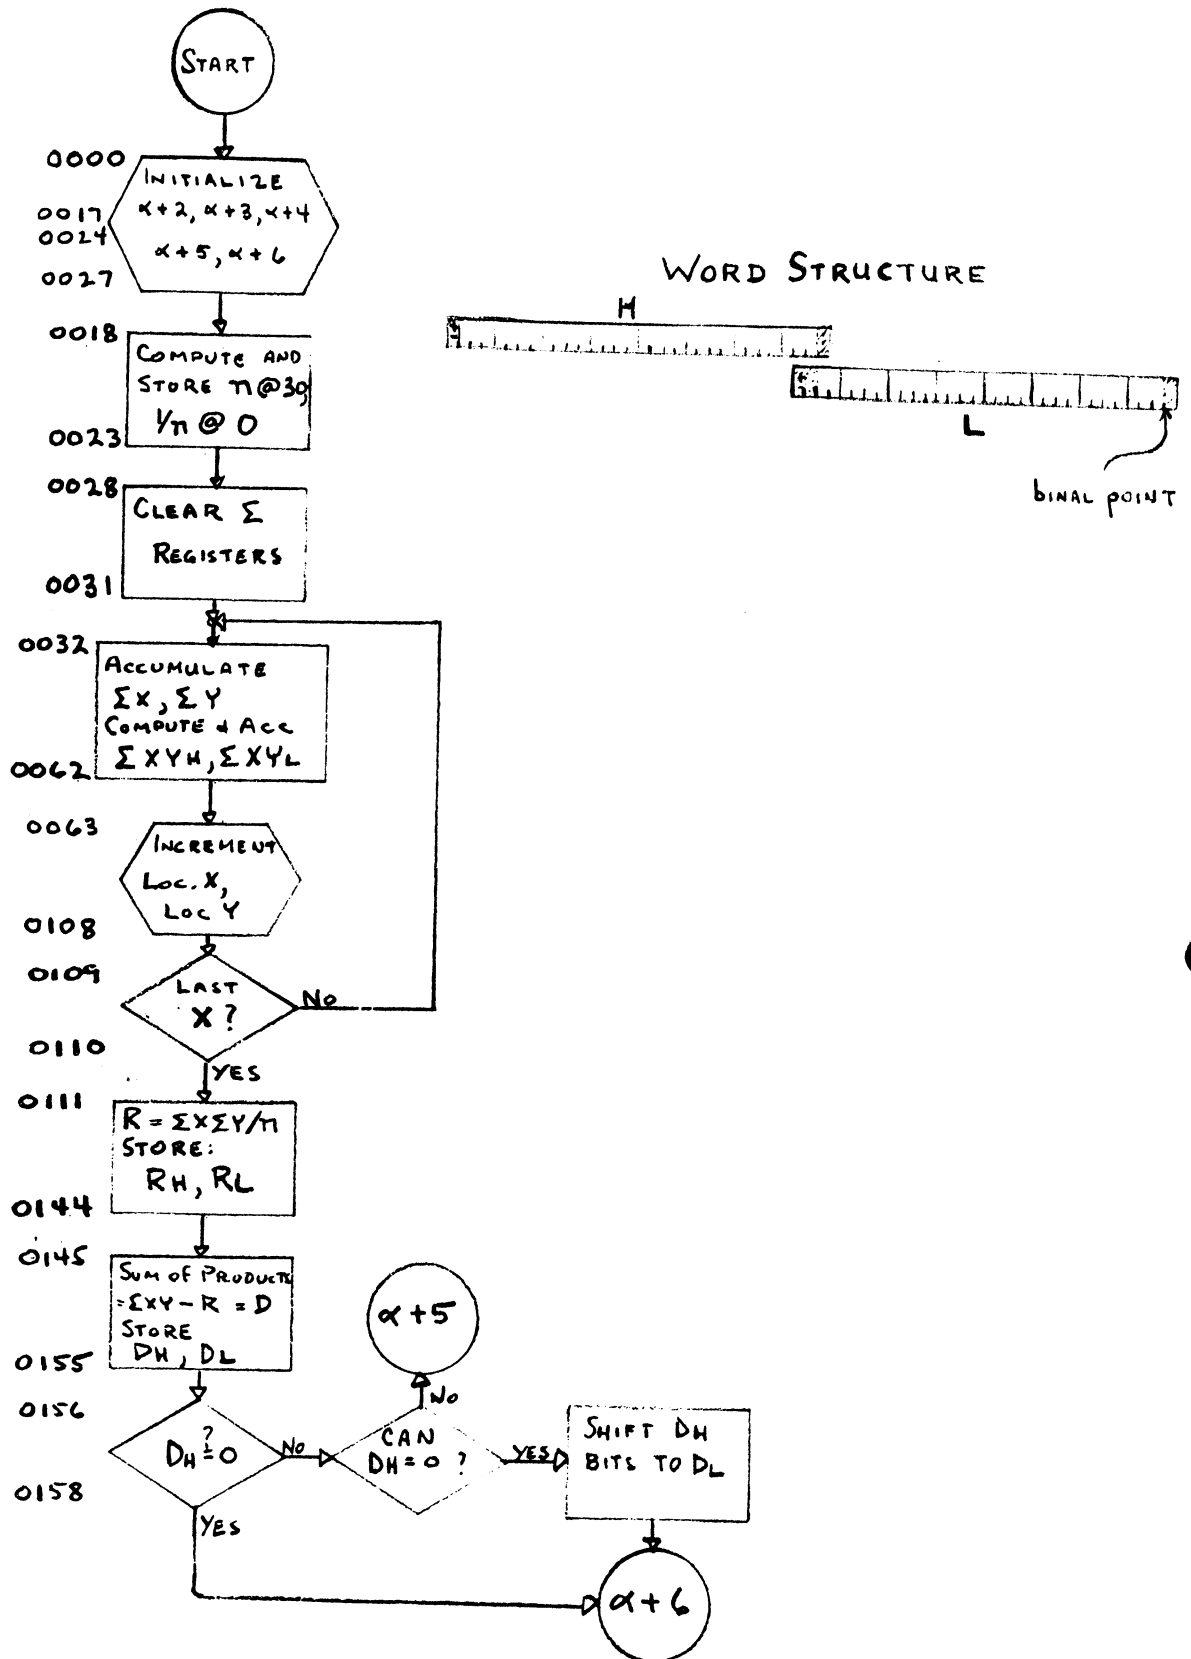 START
0000
INITIALIZE
0017
α+2, α+3, α+4
0024
α+5, α+6
0027
WORD STRUCTURE
H
L
BINAL POINT
0018
COMPUTE AND
STORE n@30,
1/n @ 0
0023
0028
CLEAR Σ
REGISTERS
0031
0032
ACCUMULATE
ΣX, ΣY
COMPUTE & ACC
ΣXYH, ΣXYL
0062
0063
INCREMENT
LOC. X,
LOC Y
0108
0109
LAST
X?
NO
0110
YES
0111
R = ΣXΣY/n
STORE:
RH, RL
0144
0145
SUM OF PRODUCTS
=ΣXY-R = D
STORE
DH, DL
0155
α+5
0156
?
DH=0
NO
CAN
DH=0 ?
NO
YES
SHIFT DH
BITS TO DL
0158
YES
α+6